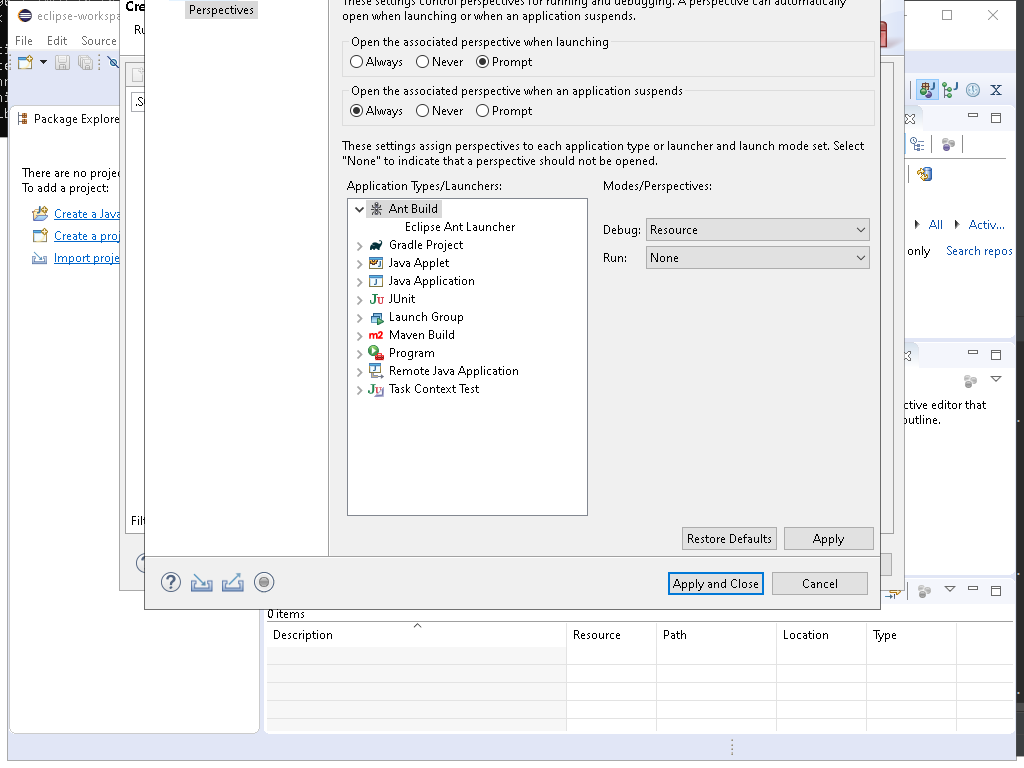 eclipse-workspa
Cre
File Edit Source
Ru
Perspectives
These settings control perspectives for running and debugging. A perspective can automatically
open when launching or when an application suspends.
Open the associated perspective when launching
Always Never Prompt
Open the associated perspective when an application suspends
Always Never Prompt
These settings assign perspectives to each application type or launcher and launch mode set. Select
"None" to indicate that a perspective should not be opened.
Application Types/Launchers:
Modes/Perspectives:
Ant Build
Eclipse Ant Launcher
Gradle Project
Java Applet
Java Application
JUnit
Launch Group
Maven Build
Program
Remote Java Application
Task Context Test
Debug: Resource
Run: None
Restore Defaults Apply
Apply and Close Cancel
Package Explore
There are no projec
To add a project:
Create a Java
Create a proj
Import proje
Filt
All Activ...
only Search repos
ctive editor that
outline.
0 items
Description Resource Path Location Type